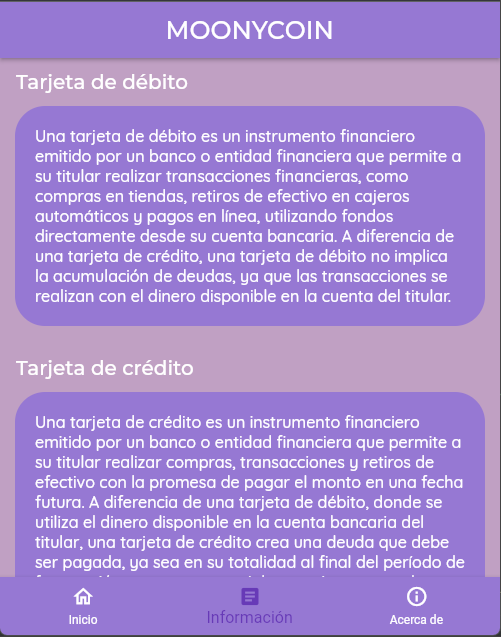 MOONYCOIN
Tarjeta de débito
Una tarjeta de débito es un instrumento financiero
emitido por un banco o entidad financiera que permite a
su titular realizar transacciones financieras, como
compras en tiendas, retiros de efectivo en cajeros
automáticos y pagos en línea, utilizando fondos
directamente desde su cuenta bancaria. A diferencia de
una tarjeta de crédito, una tarjeta de débito no implica
la acumulación de deudas, ya que las transacciones se
realizan con el dinero disponible en la cuenta del titular.
Tarjeta de crédito
Una tarjeta de crédito es un instrumento financiero
emitido por un banco o entidad financiera que permite a
su titular realizar compras, transacciones y retiros de
efectivo con la promesa de pagar el monto en una fecha
futura. A diferencia de una tarjeta de débito, donde se
utiliza el dinero disponible en la cuenta bancaria del
titular, una tarjeta de crédito crea una deuda que debe
ser pagada, ya sea en su totalidad al final del período de
Inicio
Información
Acerca de